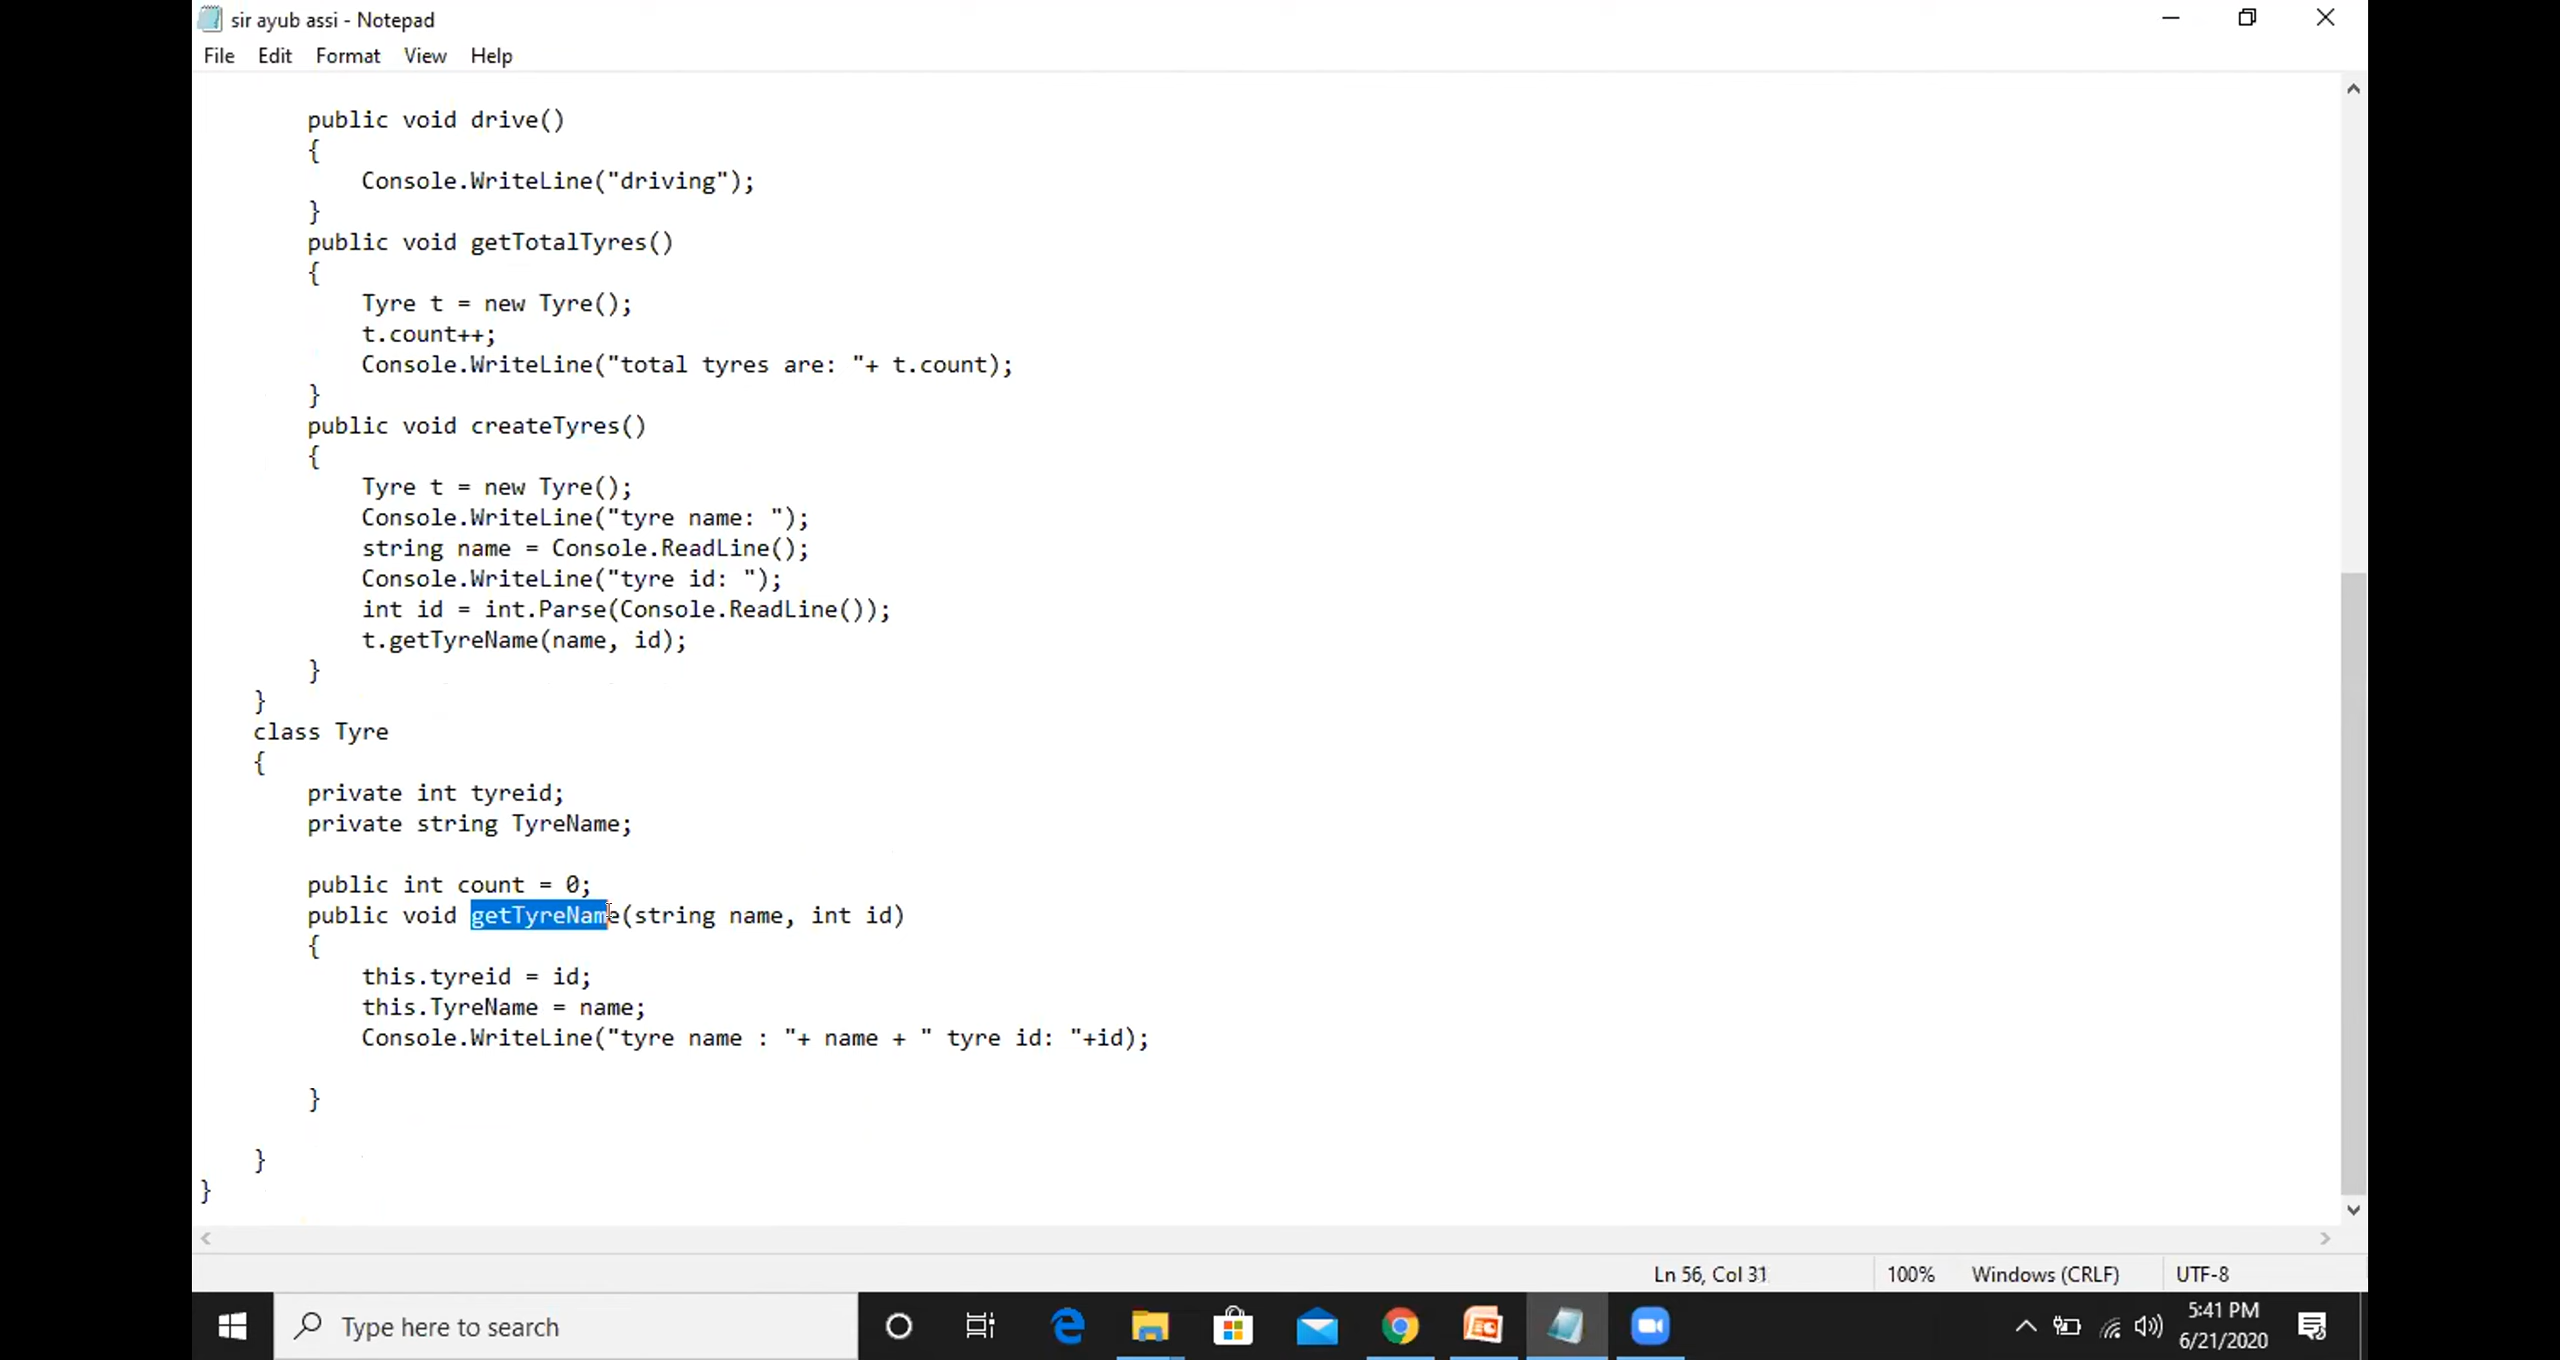 sir ayub assi - Notepad
File Edit Format View Help
public void drive()
{
Console.WriteLine("driving");
}
public void getTotalTyres()
{
Tyre t = new Tyre();
t.count++;
Console.WriteLine("total tyres are: "+ t.count);
}
public void createTyres()
{
Tyre t = new Tyre();
Console.WriteLine("tyre name: ");
string name = Console.ReadLine();
Console.WriteLine("tyre id: ");
int id = int.Parse(Console.ReadLine());
t.getTyreName(name, id);
}
}
class Tyre
{
private int tyreid;
private string TyreName;
public int count = 0;
public void getTyreName(string name, int id)
{
this.tyreid = id;
this.TyreName = name;
Console.WriteLine("tyre name : "+ name + " tyre id: "+id);
}
}
}
Ln 56, Col 31 100% Windows (CRLF) UTF-8
Type here to search
5:41 PM
6/21/2020